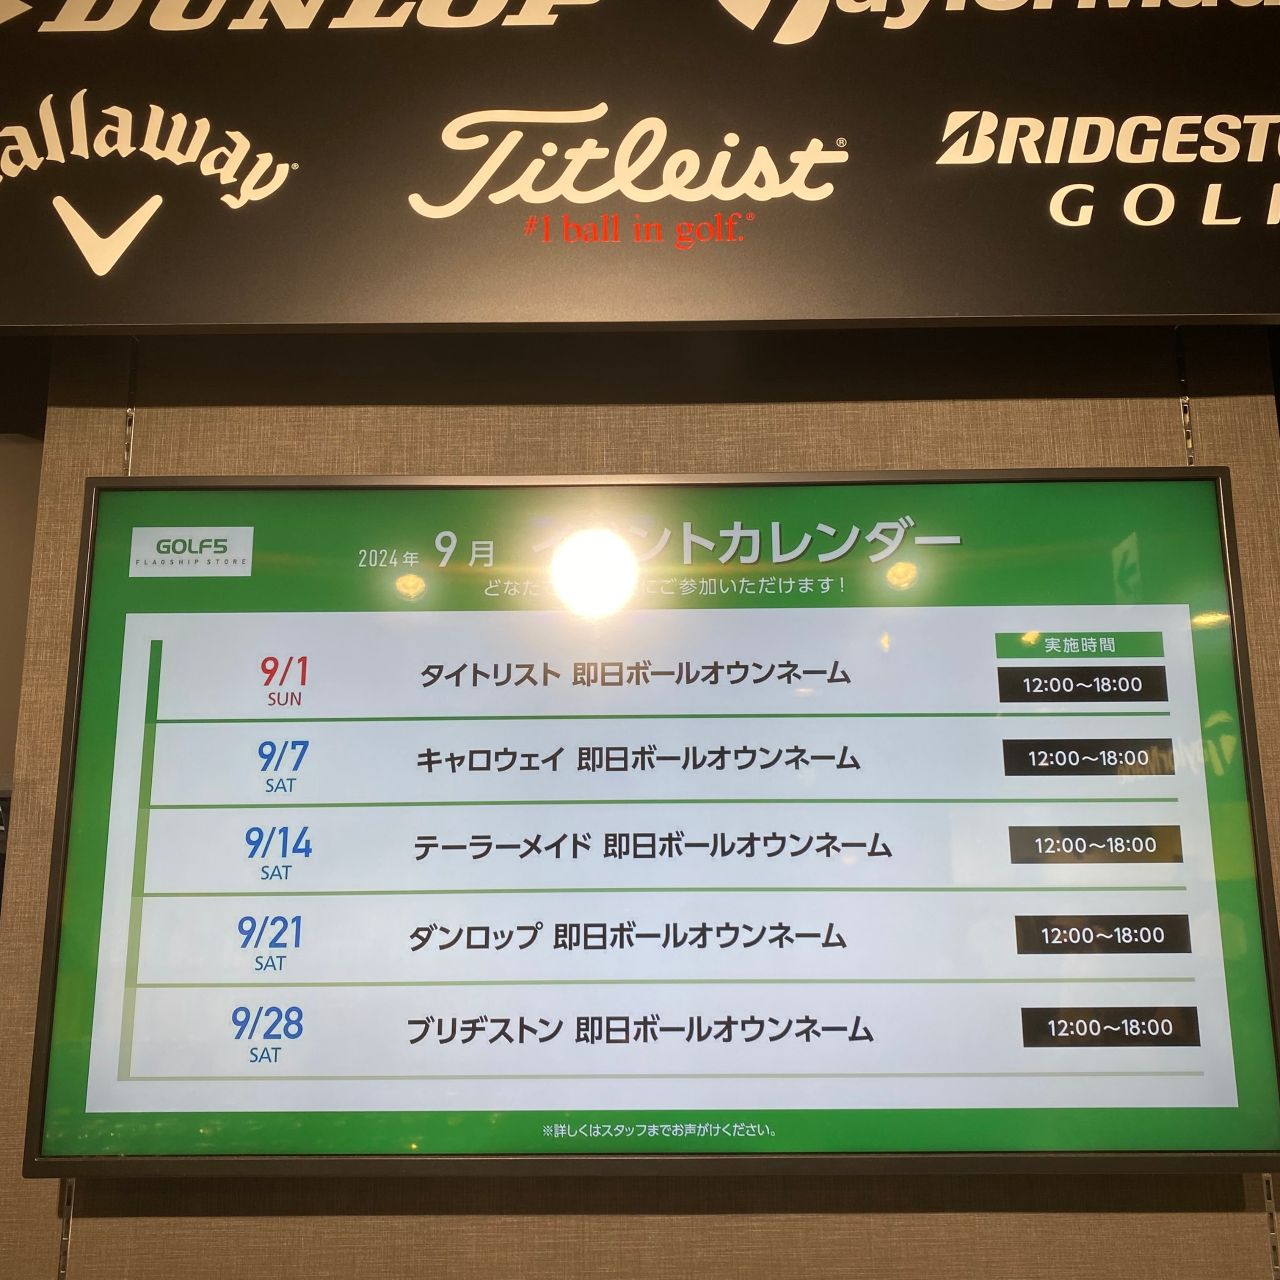 DUNLOP
TaylorMad
Callaway
Titleist
#1 ball in golf.
BRIDGEST
GOL
GOLF5
FLAGSHIP STORE
2024年 9月 ントカレンダー
どなた にご参加いただけます!
実施時間
9/1 SUN タイトリスト 即日ボールオウンネーム 12:00〜18:00
9/7 SAT キャロウェイ 即日ボールオウンネーム 12:00〜18:00
9/14 SAT テーラーメイド 即日ボールオウンネーム 12:00〜18:00
9/21 SAT ダンロップ 即日ボールオウンネーム 12:00〜18:00
9/28 SAT ブリヂストン 即日ボールオウンネーム 12:00〜18:00
※詳しくはスタッフまでお声がけください。